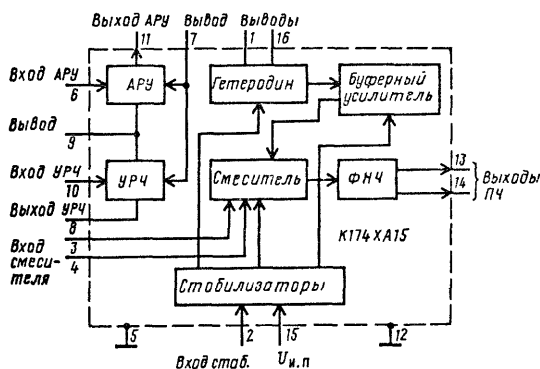 Выход АРУ Вывод Выводы
11 7 1 16
Вход АРУ
6
АРУ
Гетеродин
Буферный
усилитель
Вывод
9
Вход УРЧ
10
УРЧ
Смеситель
ФНЧ
13
14
Выходы
ПЧ
Выход УРЧ
8
Вход
смеси-
теля
3
4
К174ХА15
Стабилизаторы
5 2 15 12
Вход стаб. Uи.п